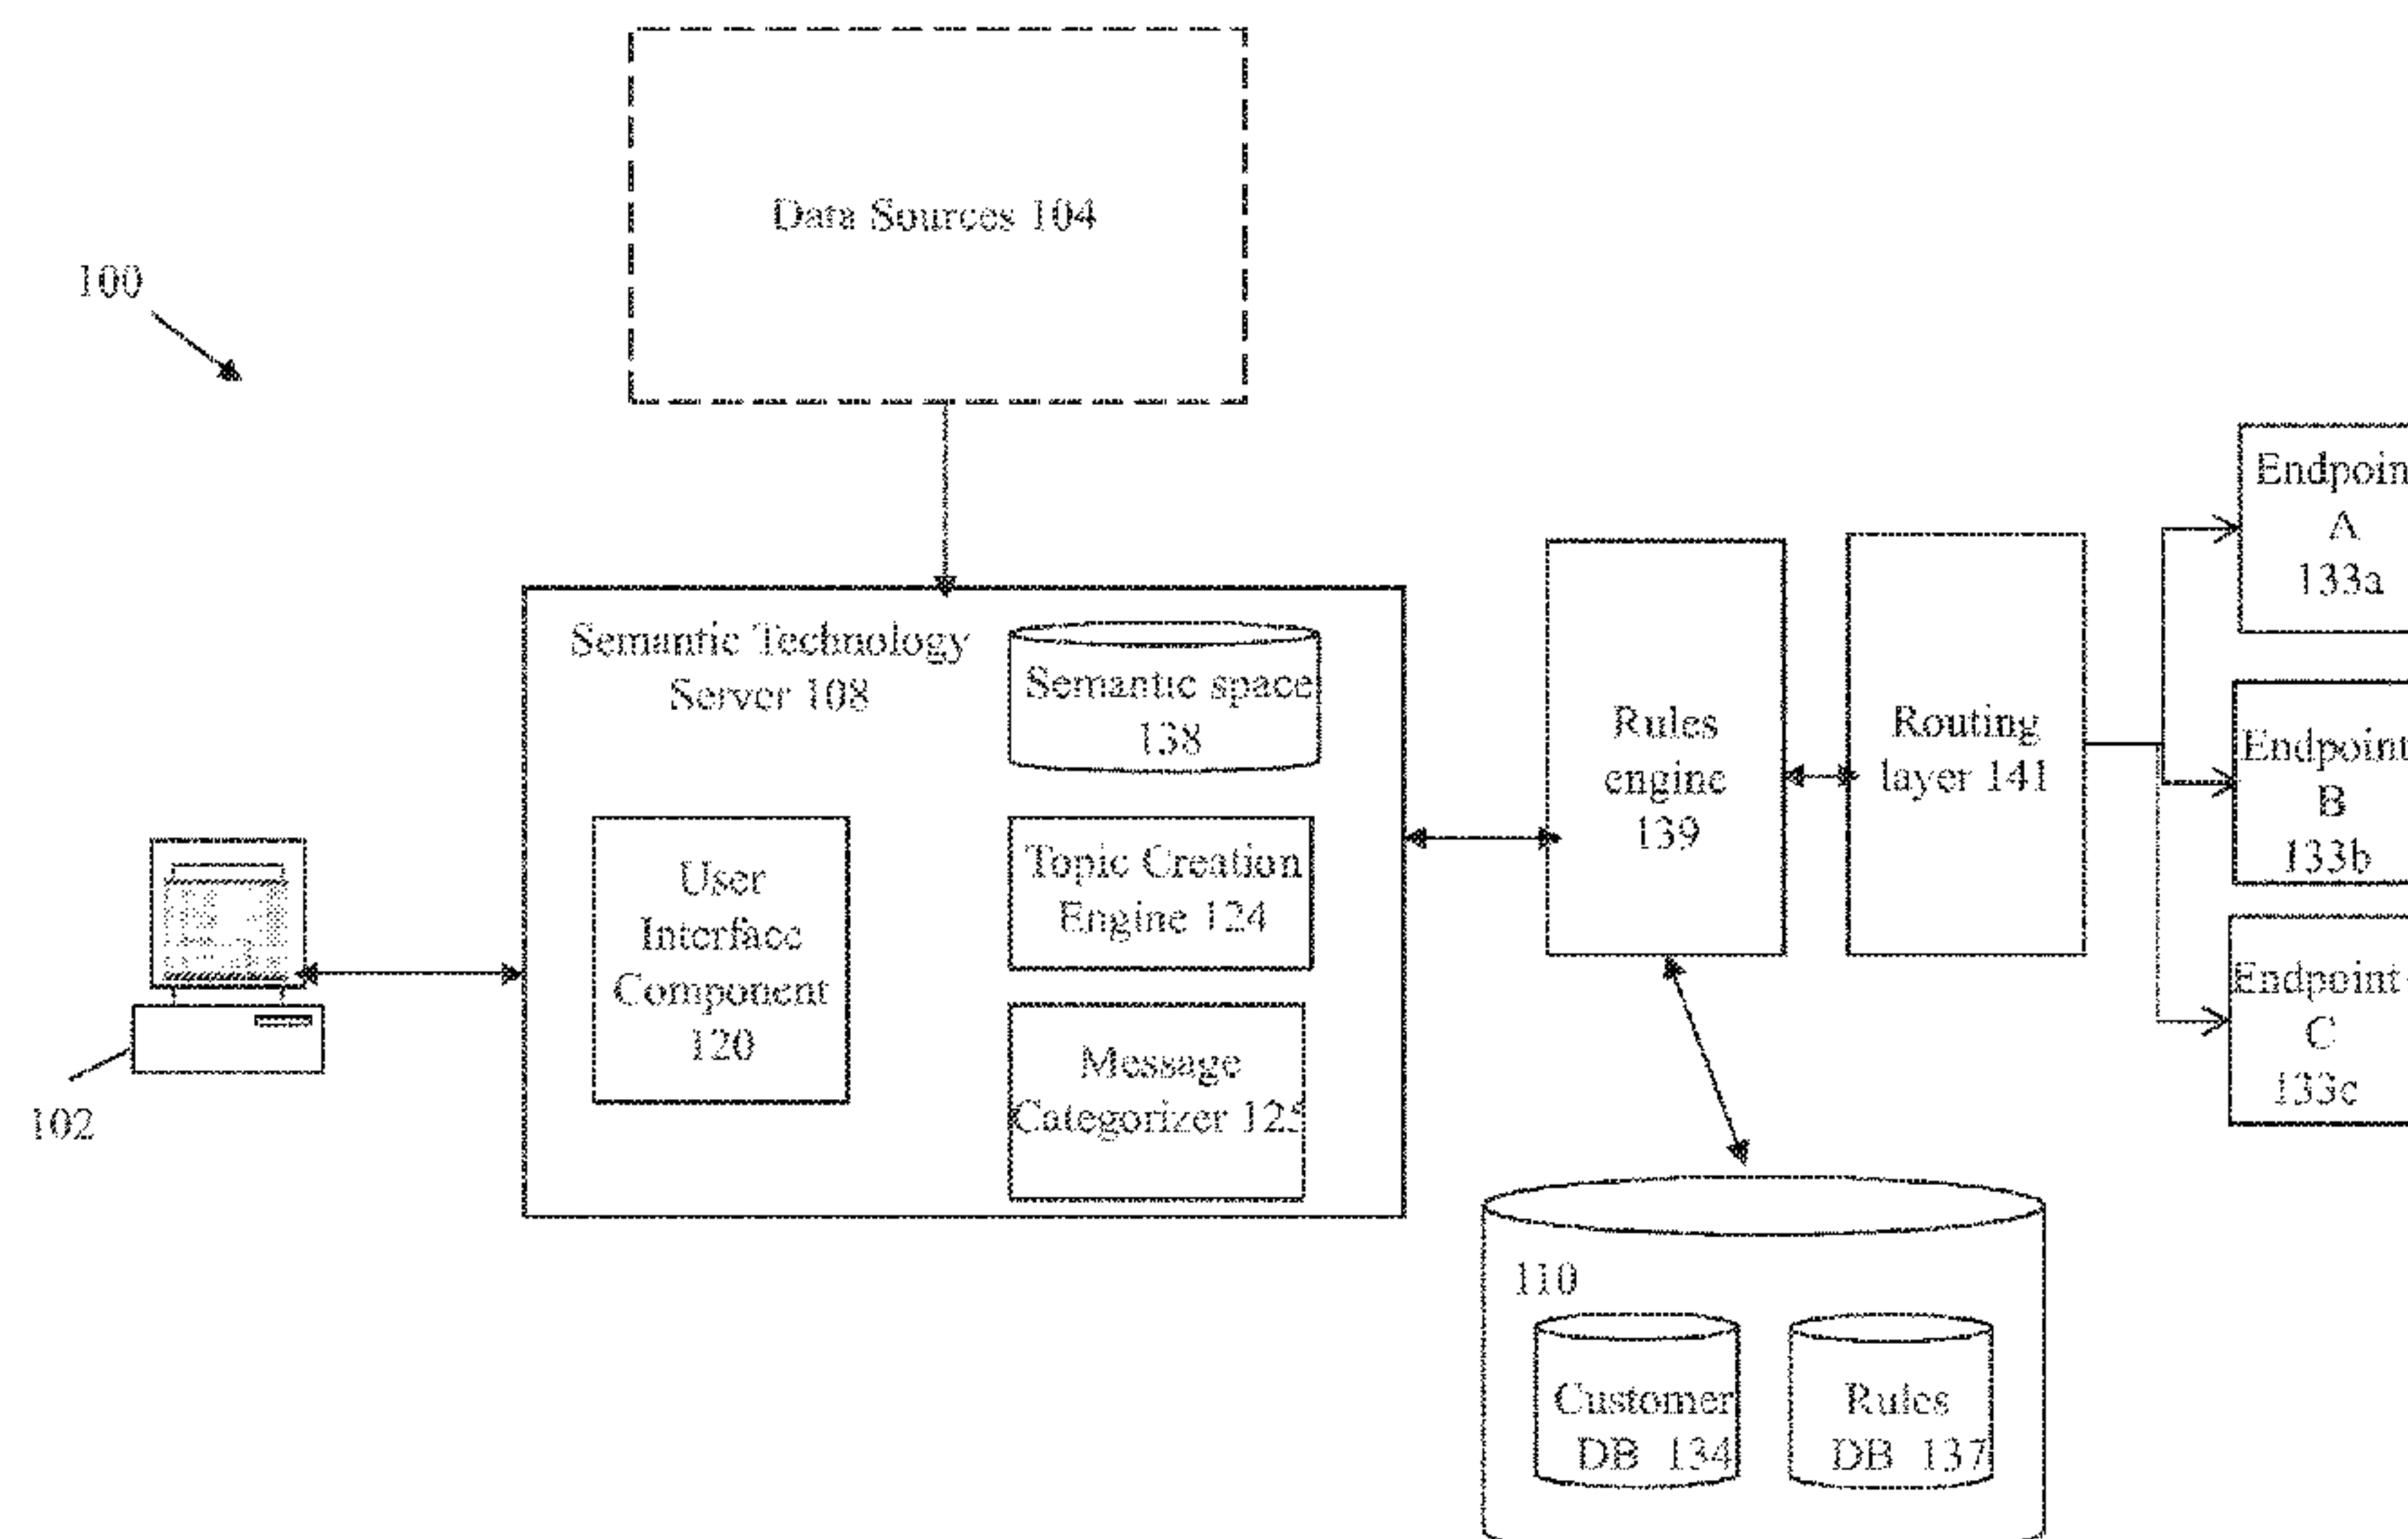 Data Sources 104
100
Semantic Technology
Server 108
Semantic space
138
User
Interface
Component
120
Topic Creation
Engine 124
Message
Categorizer 125
102
Rules
engine
139
Routing
layer 141
Endpoin
A
133a
Endpoint
B
133b
Endpoint
C
133c
110
Customer
DB 134
Rules
DB 137